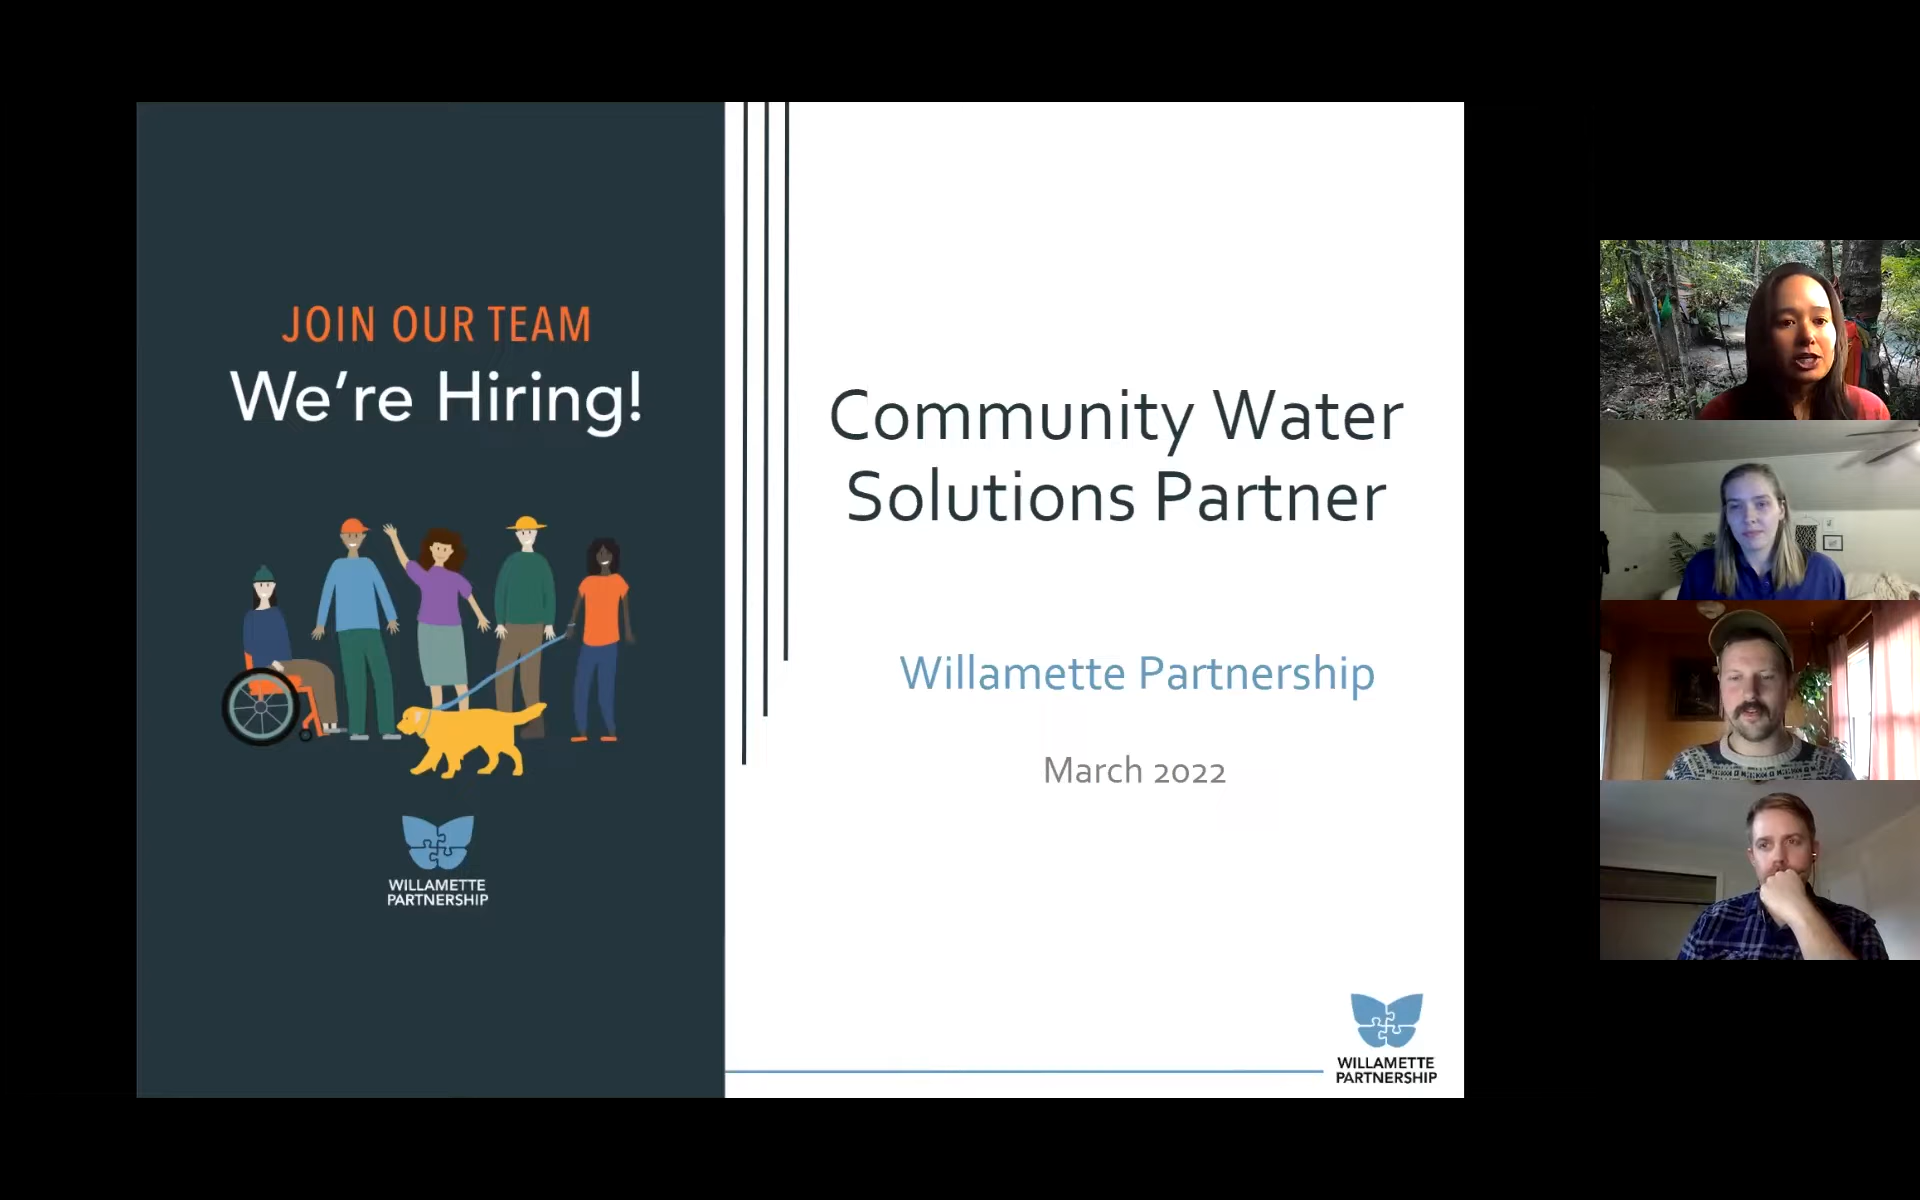 JOIN OUR TEAM
We're Hiring!
WILLAMETTE
PARTNERSHIP
Community Water
Solutions Partner
Willamette Partnership
March 2022
WILLAMETTE
PARTNERSHIP